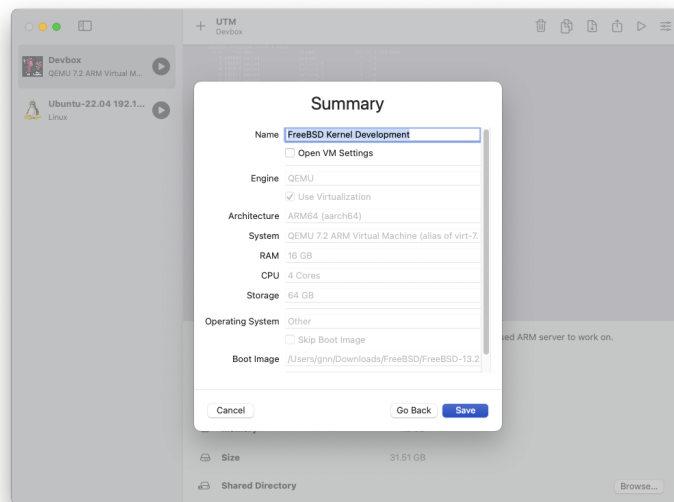 UTM
Devbox
Devbox
QEMU 7.2 ARM Virtual M...
Ubuntu-22.04 192.1...
Linux
Summary
Name FreeBSD Kernel Development
Open VM Settings
Engine QEMU
Use Virtualization
Architecture ARM64 (aarch64)
System QEMU 7.2 ARM Virtual Machine (alias of virt-7.
RAM 16 GB
CPU 4 Cores
Storage 64 GB
Operating System Other
Skip Boot Image
Boot Image /Users/gnn/Downloads/FreeBSD/FreeBSD-13.2
sed ARM server to work on.
Cancel Go Back Save
Size 31.51 GB
Shared Directory Browse...